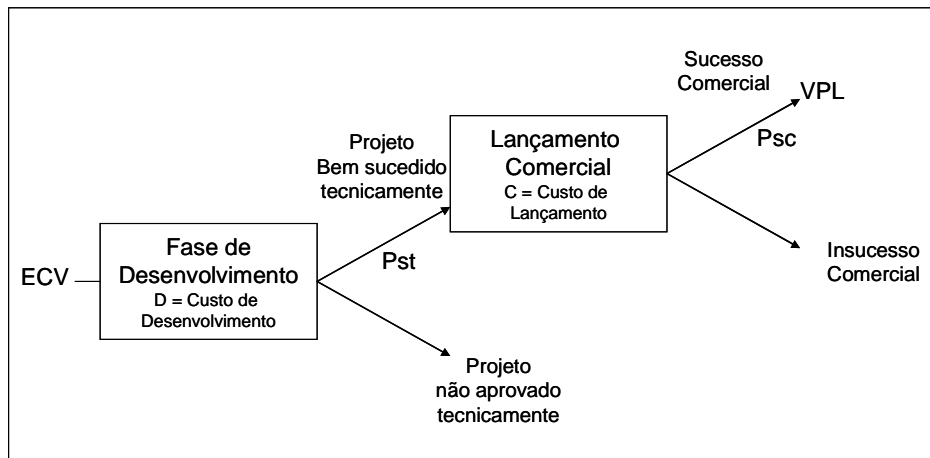 ECV
Fase de
Desenvolvimento
D = Custo de
Desenvolvimento
Projeto
Bem sucedido
tecnicamente
Pst
Projeto
não aprovado
tecnicamente
Lançamento
Comercial
C = Custo de
Lançamento
Sucesso
Comercial
VPL
Psc
Insucesso
Comercial